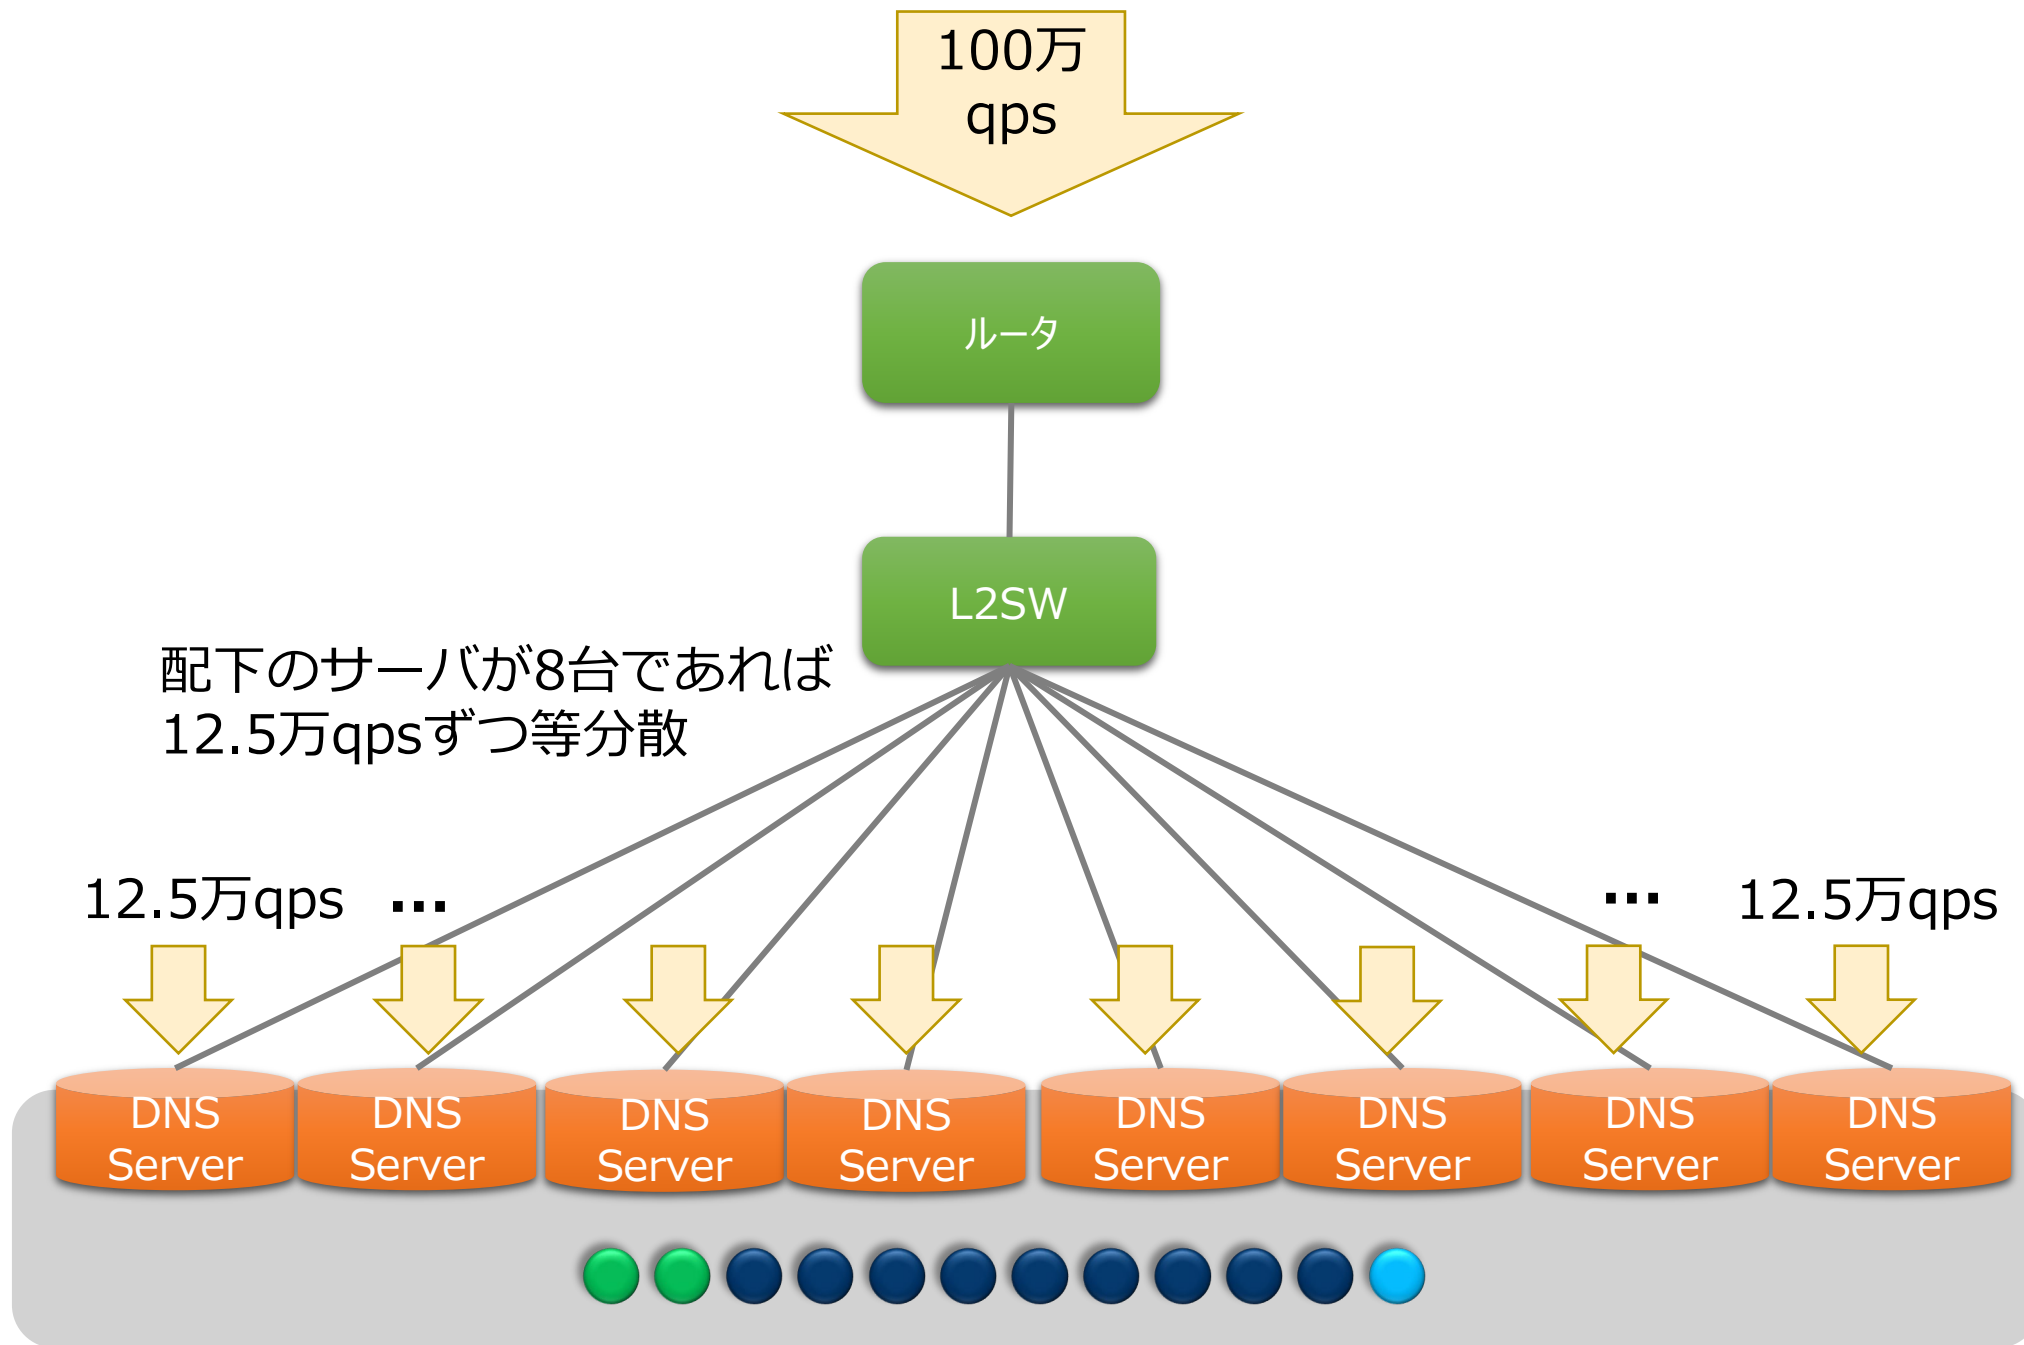 100万
qps
ルータ
L2SW
配下のサーバが8台であれば
12.5万qpsずつ等分散
12.5万qps … … 12.5万qps
DNS DNS DNS DNS DNS DNS DNS DNS
Server Server Server Server Server Server Server Server